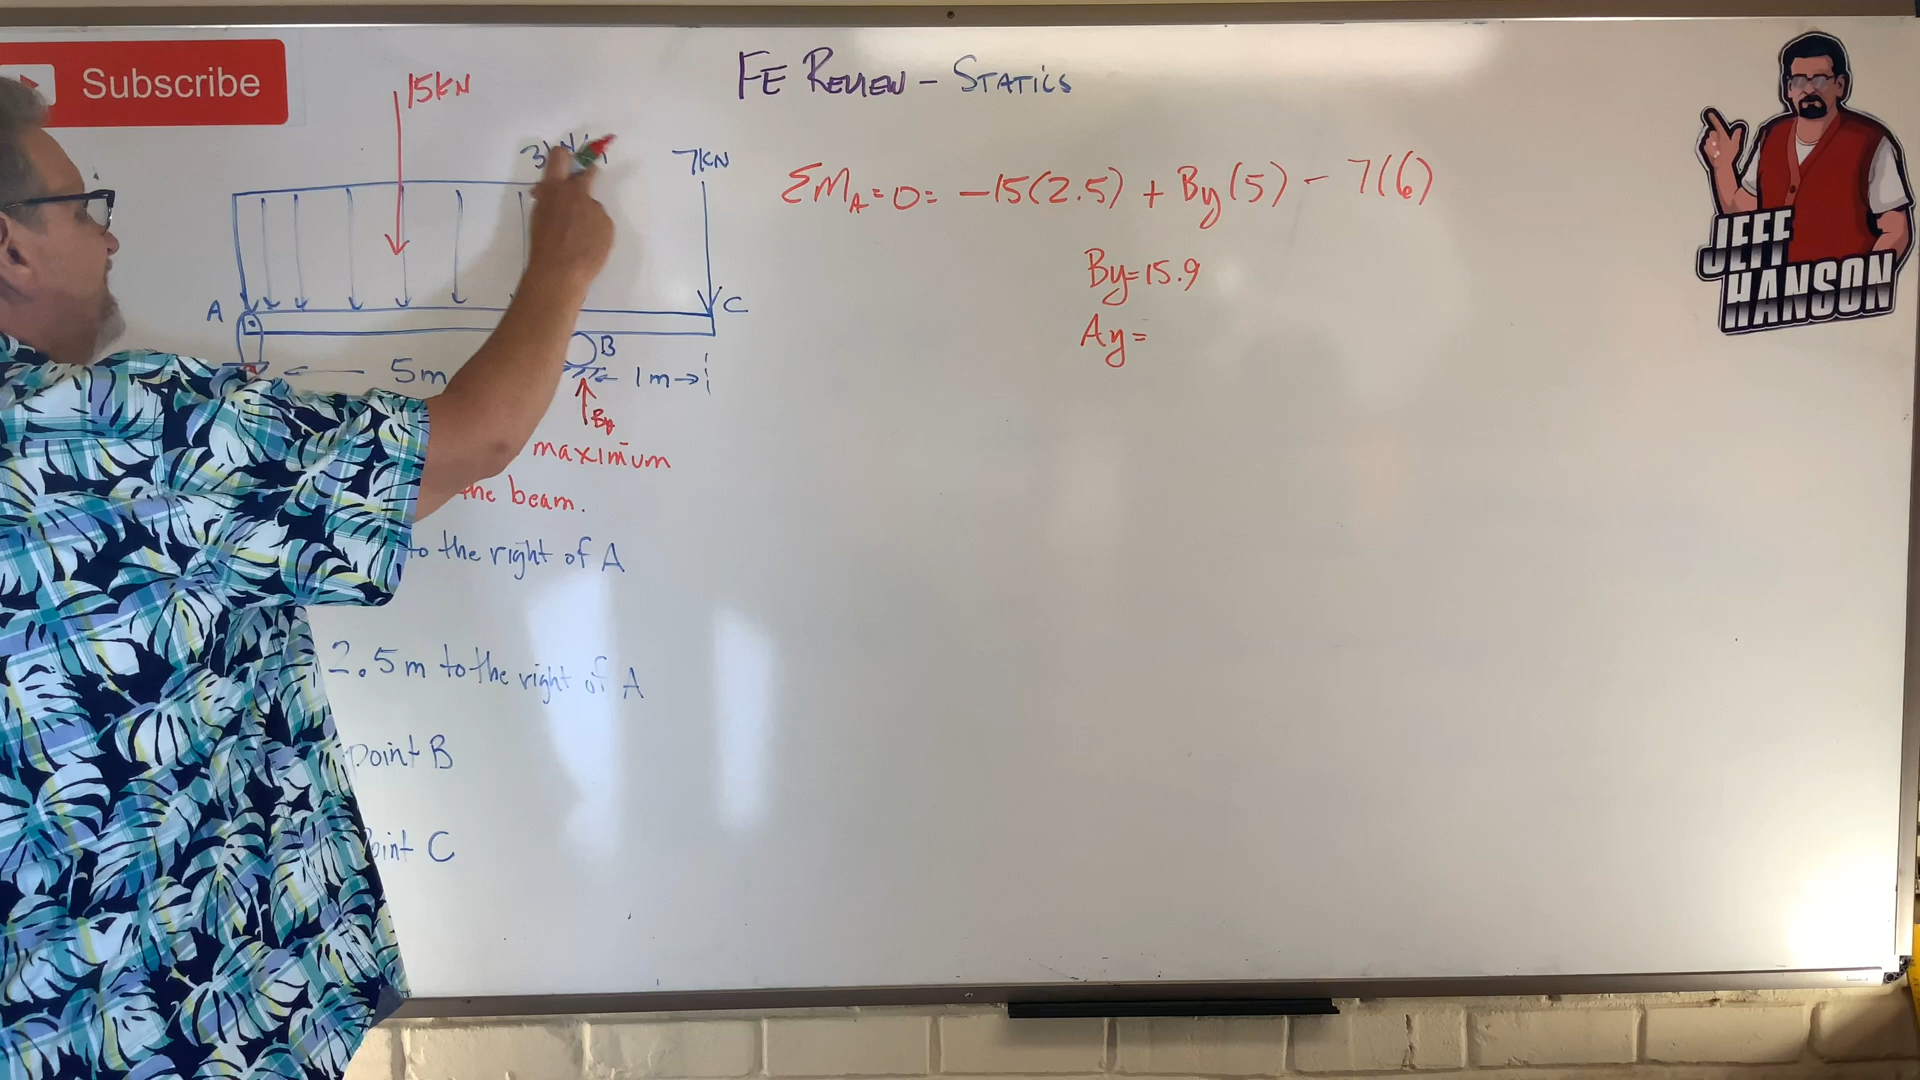 Subscribe
FE REVIEW - STATICS
15KN
7KN
ΣM_A = 0 = -15(2.5) + By(5) - 7(6)
By = 15.9
Ay =
A
C
B
5m
1m
By
maximum
the beam.
to the right of A
2.5m to the right of A
point B
point C
JEFF
HANSON